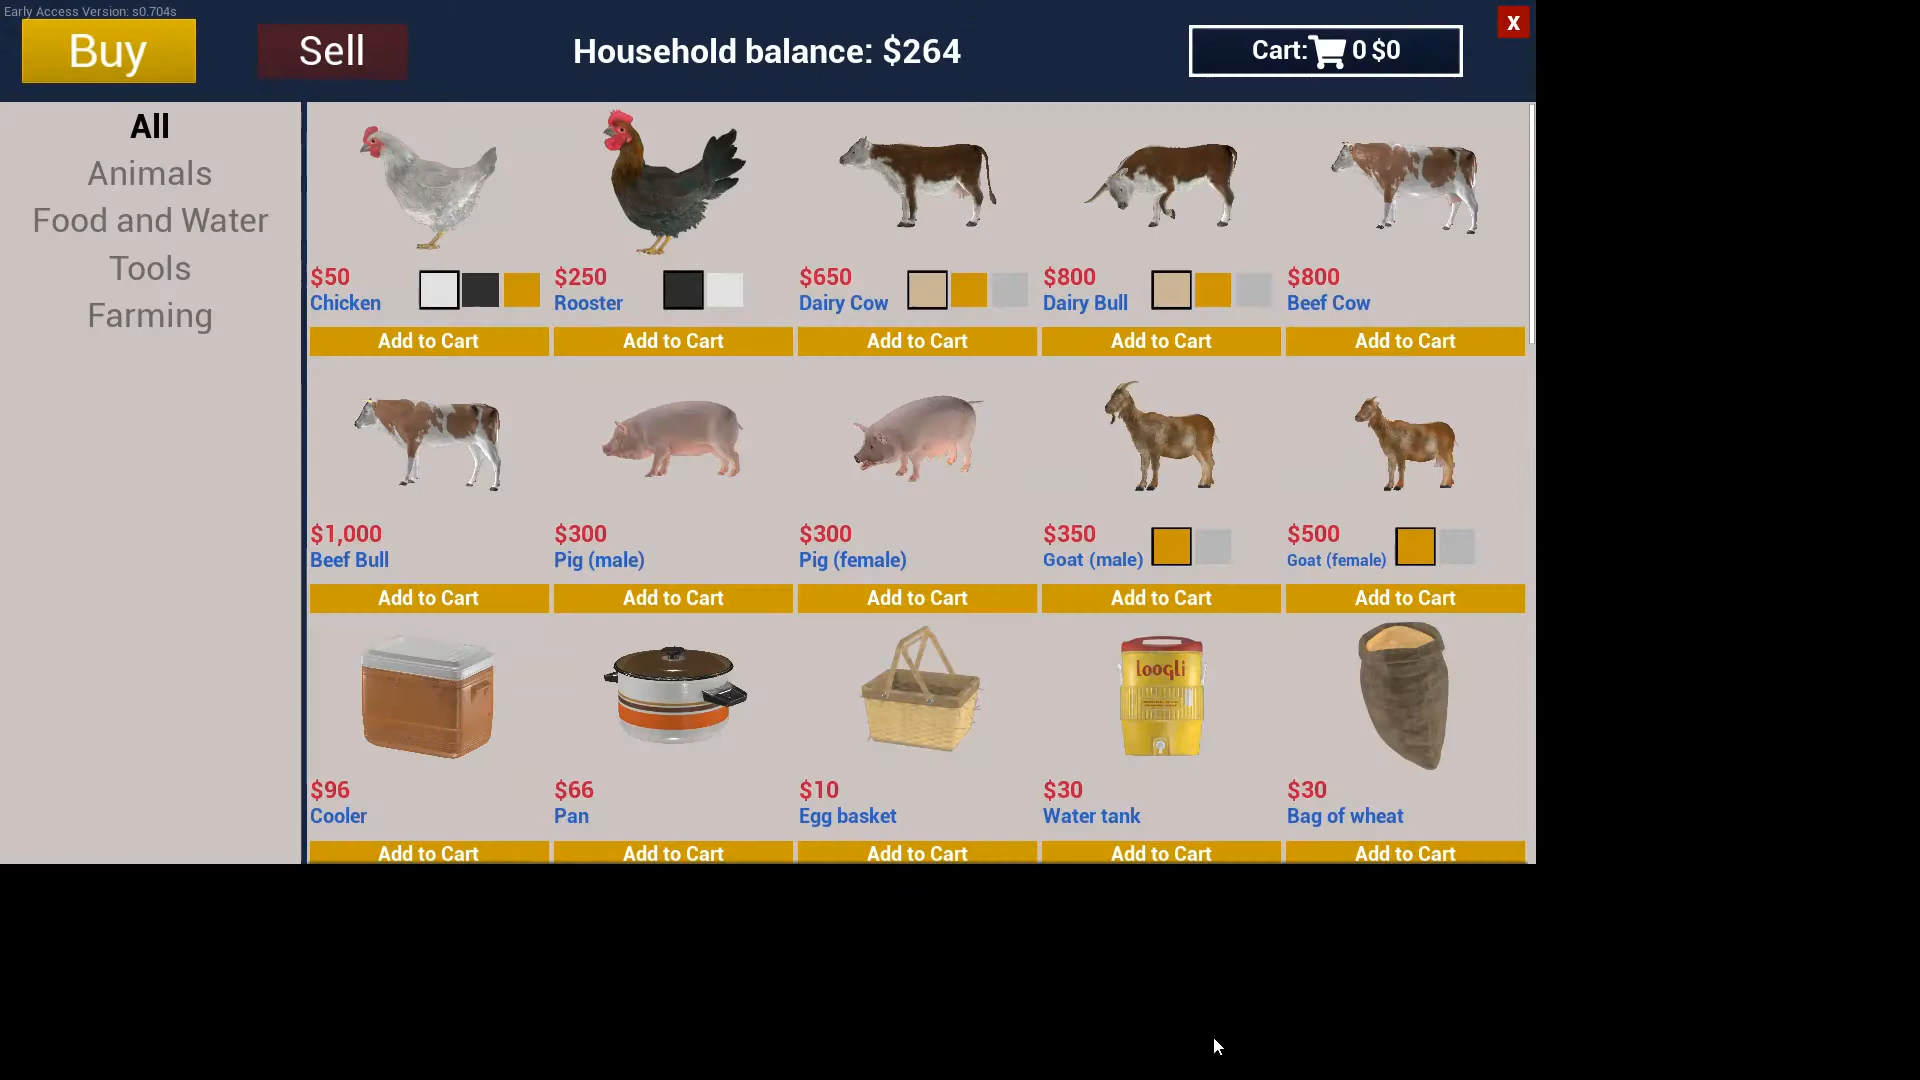 Early Access Version: s0.704s
Buy
Sell
Household balance: $264
Cart: 0 $0
X
All
Animals
Food and Water
Tools
Farming
$50
Chicken
$250
Rooster
$650
Dairy Cow
$800
Dairy Bull
$800
Beef Cow
Add to Cart
Add to Cart
Add to Cart
Add to Cart
Add to Cart
$1,000
Beef Bull
$300
Pig (male)
$300
Pig (female)
$350
Goat (male)
$500
Goat (female)
Add to Cart
Add to Cart
Add to Cart
Add to Cart
Add to Cart
loogli
$96
Cooler
$66
Pan
$10
Egg basket
$30
Water tank
$30
Bag of wheat
Add to Cart
Add to Cart
Add to Cart
Add to Cart
Add to Cart